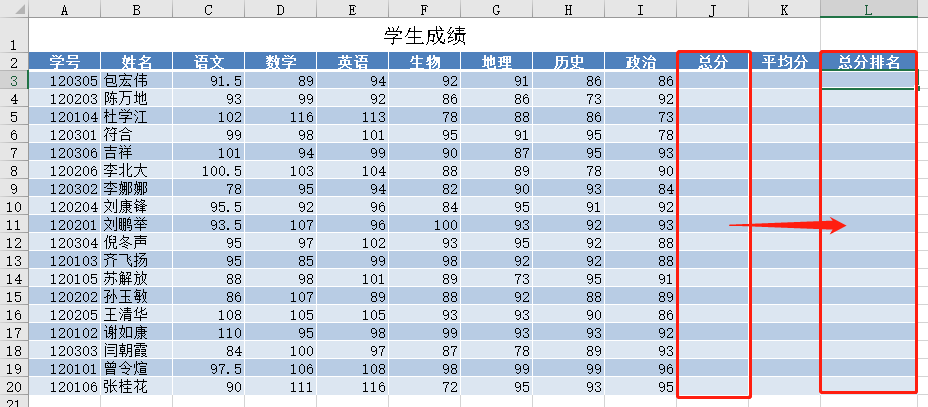 A B C D E F G H I J K L
1 学生成绩
2 学号 姓名 语文 数学 英语 生物 地理 历史 政治 总分 平均分 总分排名
3 120305 包宏伟 91.5 89 94 92 91 86 86
4 120203 陈万地 93 99 92 86 86 73 92
5 120104 杜学江 102 116 113 78 88 86 73
6 120301 符合 99 98 101 95 91 95 78
7 120306 吉祥 101 94 99 90 87 95 93
8 120206 李北大 100.5 103 104 88 89 78 90
9 120302 李娜娜 78 95 94 82 90 93 84
10 120204 刘康锋 95.5 92 96 84 95 91 92
11 120201 刘鹏举 93.5 107 96 100 93 92 93
12 120304 倪冬声 95 97 102 93 95 92 88
13 120103 齐飞扬 95 85 99 98 92 92 88
14 120105 苏解放 88 98 101 89 73 95 91
15 120202 孙玉敏 86 107 89 88 92 88 89
16 120205 王清华 108 105 105 93 93 90 86
17 120102 谢如康 110 95 98 99 93 93 92
18 120303 闫朝霞 84 100 97 87 78 89 93
19 120101 曾令煊 97.5 106 108 98 99 99 96
20 120106 张桂花 90 111 116 72 95 93 95
21